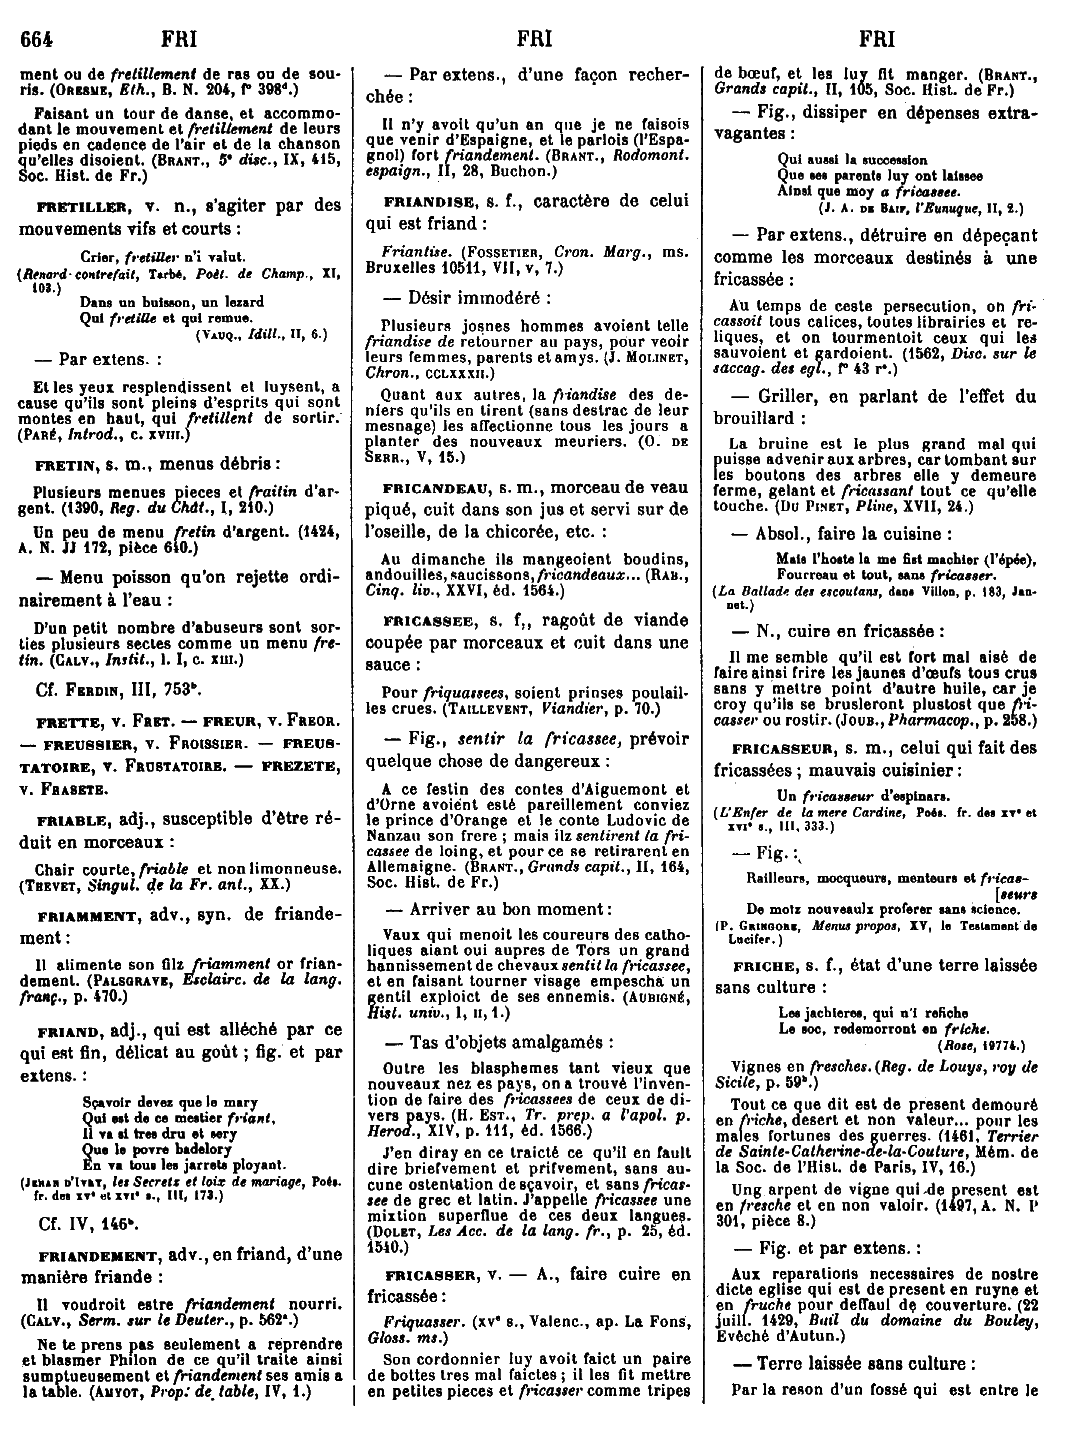 664 FRI FRI FRI
ment ou de fretillement de ras ou de sou-
ris. (ORESME, Eth., B. N. 204, f° 398ᵈ.)
Faisant un tour de danse, et accommo-
dant le mouvement et fretillement de leurs
pieds en cadence de l'air et de la chanson
qu'elles disoient. (BRANT., 5ᵉ disc., IX, 415,
Soc. Hist. de Fr.)
FRETILLER, v. n., s'agiter par des
mouvements vifs et courts :
Crier, fretiller n'i valut.
(Renard contrefait, Tarbé, Poët. de Champ., XI,
103.)
Dans un buisson, un lezard
Qui fretille et qui remue.
(VAUQ., Idill., II, 6.)
— Par extens. :
Et les yeux resplendissent et luysent, a
cause qu'ils sont pleins d'esprits qui sont
montes en haut, qui fretillent de sortir.
(PARÉ, Introd., c. XVIII.)
FRETIN, s. m., menus débris :
Plusieurs menues pieces et fraitin d'ar-
gent. (1390, Reg. du Chât., I, 210.)
Un peu de menu fretin d'argent. (1424,
A. N. JJ 172, pièce 610.)
— Menu poisson qu'on rejette ordi-
nairement à l'eau :
D'un petit nombre d'abuseurs sont sor-
ties plusieurs sectes comme un menu fre-
tin. (CALV., Instit., l. I, c. XIII.)
Cf. FERDIN, III, 753ᵇ.
FRETTE, v. FRET. — FREUR, v. FREOR.
— FREUSSIER, v. FROISSIER. — FREUS-
TATOIRE, v. FRUSTATOIRE. — FREZETE,
v. FRASETE.
FRIABLE, adj., susceptible d'être ré-
duit en morceaux :
Chair courte, friable et non limonneuse.
(THEVET, Singul. de la Fr. ant., XX.)
FRIAMMENT, adv., syn. de friande-
ment :
Il alimente son filz friamment or frian-
dement. (PALSGRAVE, Esclairc. de la lang.
franç., p. 470.)
FRIAND, adj., qui est alléché par ce
qui est fin, délicat au goût ; fig. et par
extens. :
Sçavoir devez que le mary
Qui est de ce mestier friant,
Il va si tres dru et sery
Que le povre badelory
En va tous les jarrets ployant.
(JEHAN D'IVRY, les Secretz et loix de mariage, Poés.
fr. des XVᵉ et XVIᵉ s., III, 173.)
Cf. IV, 146ᵇ.
FRIANDEMENT, adv., en friand, d'une
manière friande :
Il voudroit estre friandement nourri.
(CALV., Serm. sur le Deuter., p. 562ᵃ.)
Ne te prens pas seulement a reprendre
et blasmer Philon de ce qu'il traite ainsi
sumptueusement et friandement ses amis a
la table. (AMYOT, Prop. de table, IV, 1.)
— Par extens., d'une façon recher-
chée :
Il n'y avoit qu'un an que je ne faisois
que venir d'Espaigne, et le parlois (l'Espa-
gnol) fort friandement. (BRANT., Rodomont.
espaign., II, 28, Buchon.)
FRIANDISE, s. f., caractère de celui
qui est friand :
Friantise. (FOSSETIER, Cron. Marg., ms.
Bruxelles 10511, VII, v, 7.)
— Désir immodéré :
Plusieurs josnes hommes avoient telle
friandise de retourner au pays, pour veoir
leurs femmes, parents et amys. (J. MOLINET,
Chron., CCLXXXII.)
Quant aux autres, la friandise des de-
niers qu'ils en tirent (sans destrac de leur
mesnage) les affectionne tous les jours a
planter des nouveaux meuriers. (O. DE
SERR., V, 15.)
FRICANDEAU, s. m., morceau de veau
piqué, cuit dans son jus et servi sur de
l'oseille, de la chicorée, etc. :
Au dimanche ils mangeoient boudins,
andouilles, saucissons, fricandeaux... (RAB.,
Cinq. liv., XXVI, éd. 1564.)
FRICASSEE, s. f,, ragoût de viande
coupée par morceaux et cuit dans une
sauce :
Pour friquassees, soient prinses poulail-
les crues. (TAILLEVENT, Viandier, p. 70.)
— Fig., sentir la fricassee, prévoir
quelque chose de dangereux :
A ce festin des contes d'Aiguemont et
d'Orne avoient esté pareillement conviez
le prince d'Orange et le conte Ludovic de
Nanzau son frere ; mais ilz sentirent la fri-
cassee de loing, et pour ce se retirarent en
Allemaigne. (BRANT., Grands capit., II, 164,
Soc. Hist. de Fr.)
— Arriver au bon moment :
Vaux qui menoit les coureurs des catho-
liques aiant oui aupres de Tors un grand
hannissement de chevaux sentit la fricassee,
et en faisant tourner visage empescha un
gentil exploict de ses ennemis. (AUBIGNÉ,
Hist. univ., I, II, 1.)
— Tas d'objets amalgamés :
Outre les blasphemes tant vieux que
nouveaux nez es pays, on a trouvé l'inven-
tion de faire des fricassees de ceux de di-
vers pays. (H. EST., Tr. prep. a l'apol. p.
Herod., XIV, p. 111, éd. 1566.)
J'en diray en ce traicté ce qu'il en fault
dire briefvement et prifvement, sans au-
cune ostentation de sçavoir, et sans fricas-
see de grec et latin. J'appelle fricassee une
mixtion superflue de ces deux langues.
(DOLET, Les Acc. de la lang. fr., p. 25, éd.
1540.)
FRICASSER, v. — A., faire cuire en
fricassée :
Friquasser. (XVᵉ s., Valenc., ap. La Fons,
Gloss. ms.)
Son cordonnier luy avoit faict un paire
de bottes tres mal faictes ; il les fit mettre
en petites pieces et fricasser comme tripes
de bœuf, et les luy fit manger. (BRANT.,
Grands capit., II, 105, Soc. Hist. de Fr.)
— Fig., dissiper en dépenses extra-
vagantes :
Qui aussi la succession
Que ses parents luy ont laissee
Ainsi que moy a fricassee.
(J. A. DE BAIF, l'Eunuque, II, 2.)
— Par extens., détruire en dépeçant
comme les morceaux destinés à une
fricassée :
Au temps de ceste persecution, on fri-
cassoit tous calices, toutes librairies et re-
liques, et on tourmentoit ceux qui les
sauvoient et gardoient. (1562, Disc. sur le
saccag. des egl., f° 43 r°.)
— Griller, en parlant de l'effet du
brouillard :
La bruine est le plus grand mal qui
puisse advenir aux arbres, car tombant sur
les boutons des arbres elle y demeure
ferme, gelant et fricassant tout ce qu'elle
touche. (DU PINET, Pline, XVII, 24.)
— Absol., faire la cuisine :
Mais l'hoste la me fist machier (l'épée),
Fourreau et tout, sans fricasser.
(La Ballade des escoutans, dans Villon, p. 183, Jan-
net.)
— N., cuire en fricassée :
Il me semble qu'il est fort mal aisé de
faire ainsi frire les jaunes d'œufs tous crus
sans y mettre point d'autre huile, car je
croy qu'ils se brusleront plustost que fri-
casser ou rostir. (JOUB., Pharmacop., p. 258.)
FRICASSEUR, s. m., celui qui fait des
fricassées ; mauvais cuisinier :
Un fricasseur d'espinars.
(L'Enfer de la mere Cardine, Poés. fr. des XVᵉ et
XVIᵉ s., III, 333.)
— Fig. :
Railleurs, mocqueurs, menteurs et fricas-
[seurs
De motz nouveaulx proferer sans science.
(P. GRINGORE, Menus propos, XV, le Testament de
Lucifer.)
FRICHE, s. f., état d'une terre laissée
sans culture :
Les jachieres, qui n'i refiche
Le soc, redemorront en friche.
(Rose, 19774.)
Vignes en fresches. (Reg. de Louys, roy de
Sicile, p. 59ᵇ.)
Tout ce que dit est de present demouré
en friche, desert et non valeur... pour les
males fortunes des guerres. (1461, Terrier
de Sainte-Catherine-de-la-Couture, Mém. de
la Soc. de l'Hist. de Paris, IV, 16.)
Ung arpent de vigne qui de present est
en fresche et en non valoir. (1497, A. N. P
301, pièce 8.)
— Fig. et par extens. :
Aux reparations necessaires de nostre
dicte eglise qui est de present en ruyne et
en fruche pour deffaul de couverture. (22
juill. 1429, Bail du domaine du Bouley,
Evêché d'Autun.)
— Terre laissée sans culture :
Par la reson d'un fossé qui est entre le